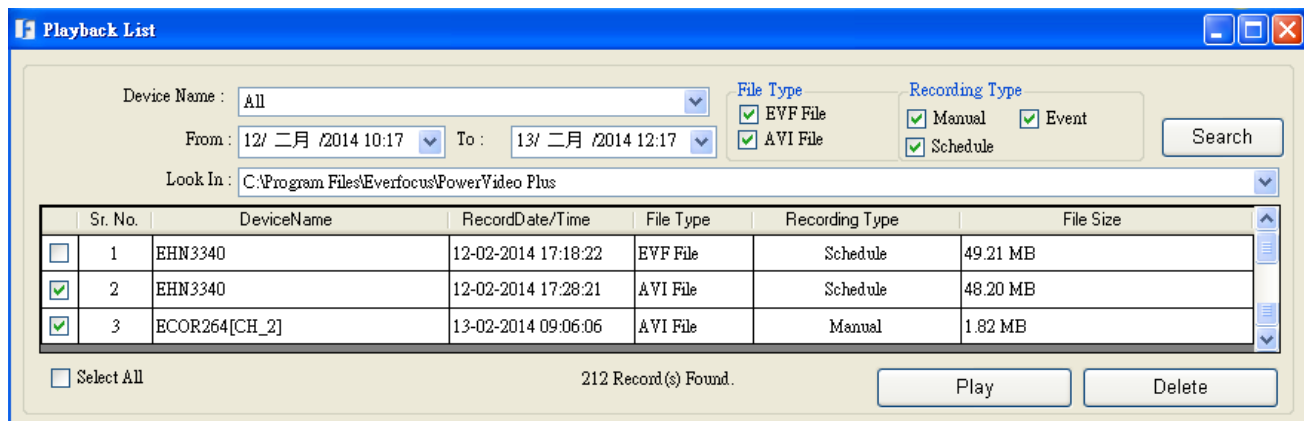 Playback List
Device Name : All
File Type
Recording Type
EVF File
Manual Event
From : 12/ 二月 /2014 10:17 To : 13/ 二月 /2014 12:17
AVI File
Schedule
Search
Look In : C:\Program Files\Everfocus\PowerVideo Plus
Sr. No. DeviceName RecordDate/Time File Type Recording Type File Size
1 EHN3340 12-02-2014 17:18:22 EVF File Schedule 49.21 MB
2 EHN3340 12-02-2014 17:28:21 AVI File Schedule 48.20 MB
3 ECOR264[CH_2] 13-02-2014 09:06:06 AVI File Manual 1.82 MB
Select All 212 Record(s) Found. Play Delete